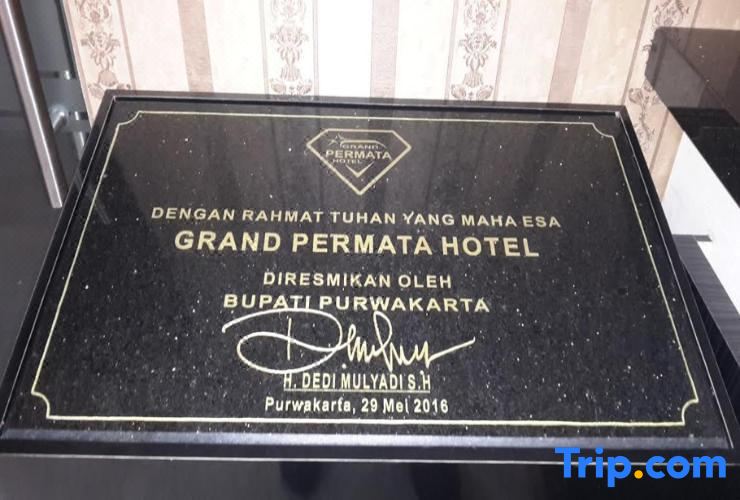 GRAND
PERMATA
HOTEL
DENGAN RAHMAT TUHAN YANG MAHA ESA
GRAND PERMATA HOTEL
DIRESMIKAN OLEH
BUPATI PURWAKARTA
H. DEDI MULYADI S.H
Purwakarta, 29 Mei 2016
Trip.com